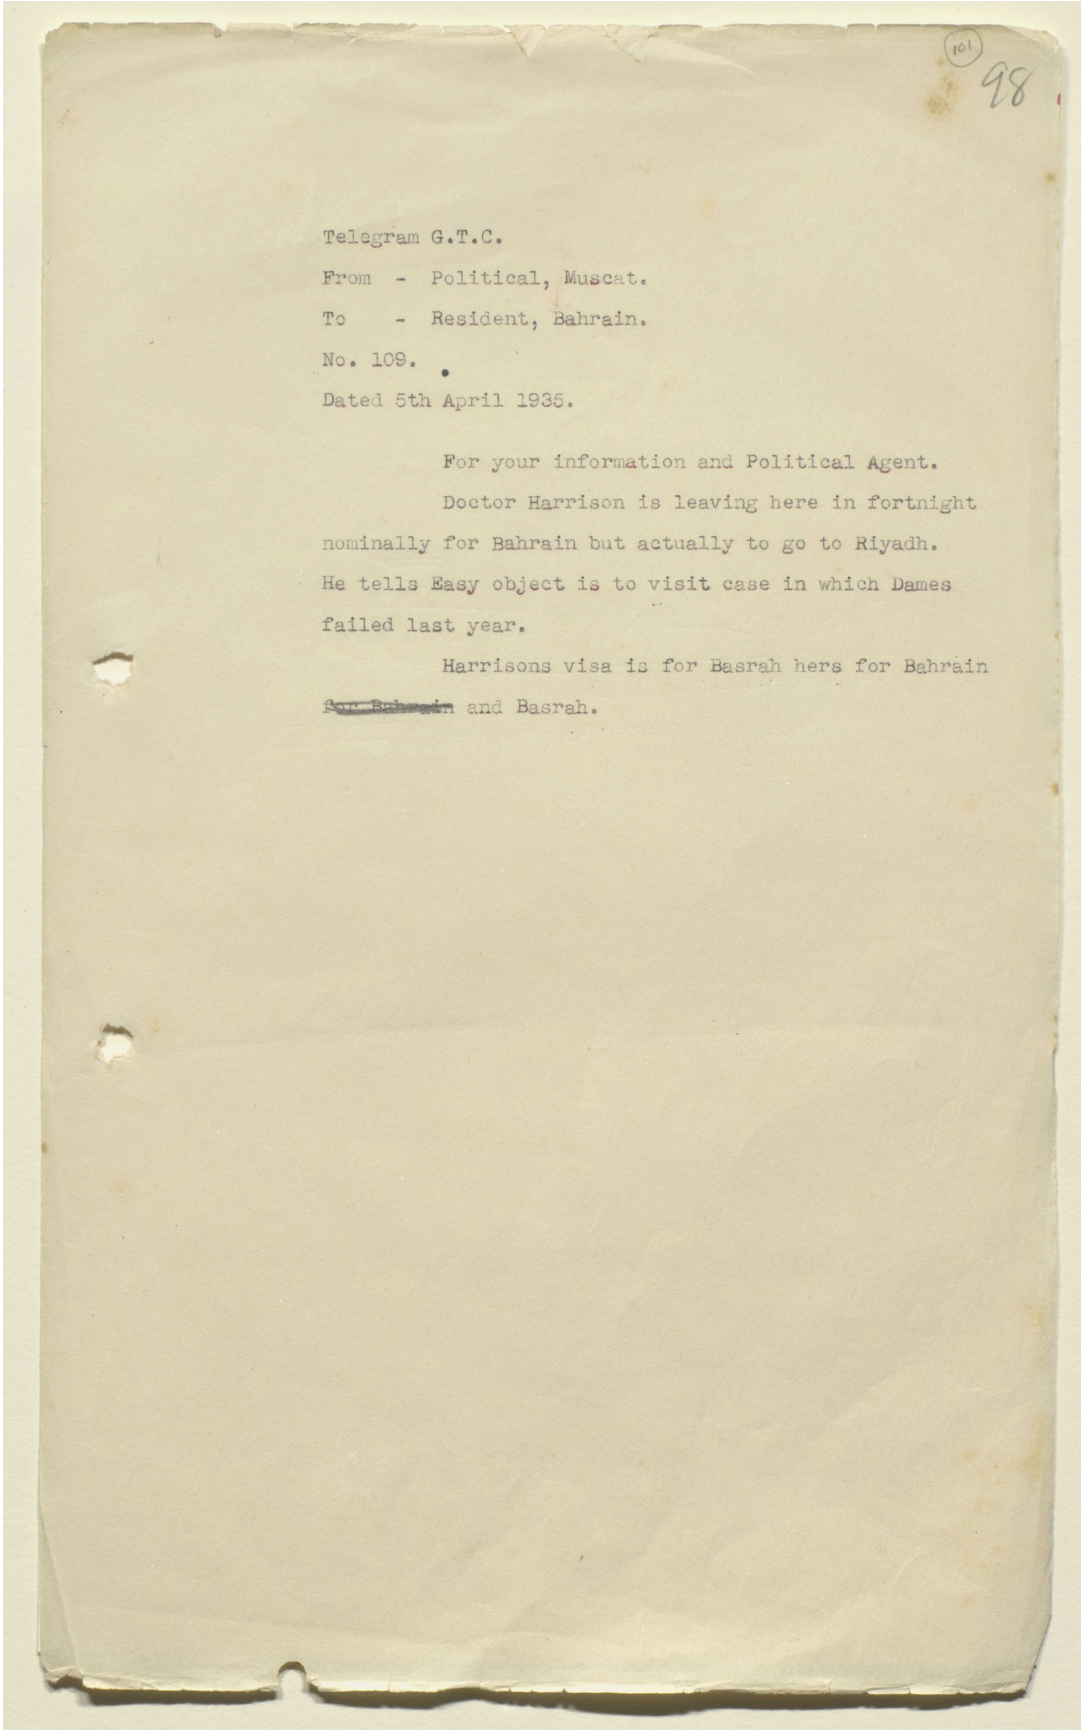 101
98
Telegram G.T.C.
From - Political, Muscat.
To - Resident, Bahrain.
No. 109.
Dated 5th April 1935.
For your information and Political Agent.
Doctor Harrison is leaving here in fortnight
nominally for Bahrain but actually to go to Riyadh.
He tells Easy object is to visit case in which Dames
failed last year.
Harrisons visa is for Basrah hers for Bahrain
for Bahrain and Basrah.